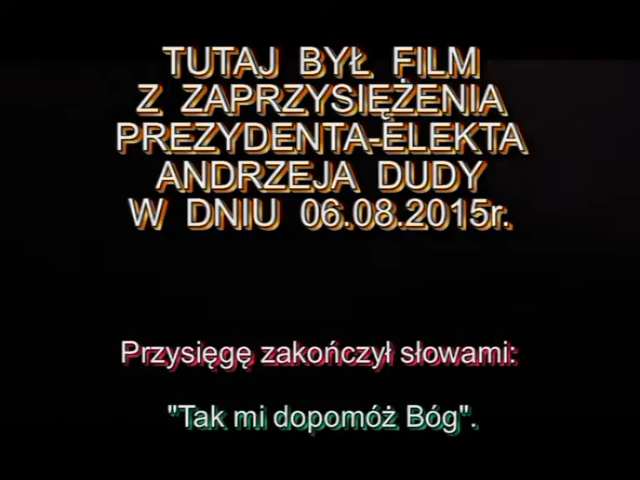 TUTAJ BYŁ FILM
Z ZAPRZYSIĘŻENIA
PREZYDENTA-ELEKTA
ANDRZEJA DUDY
W DNIU 06.08.2015r.
Przysięgę zakończył słowami:
"Tak mi dopomóż Bóg".